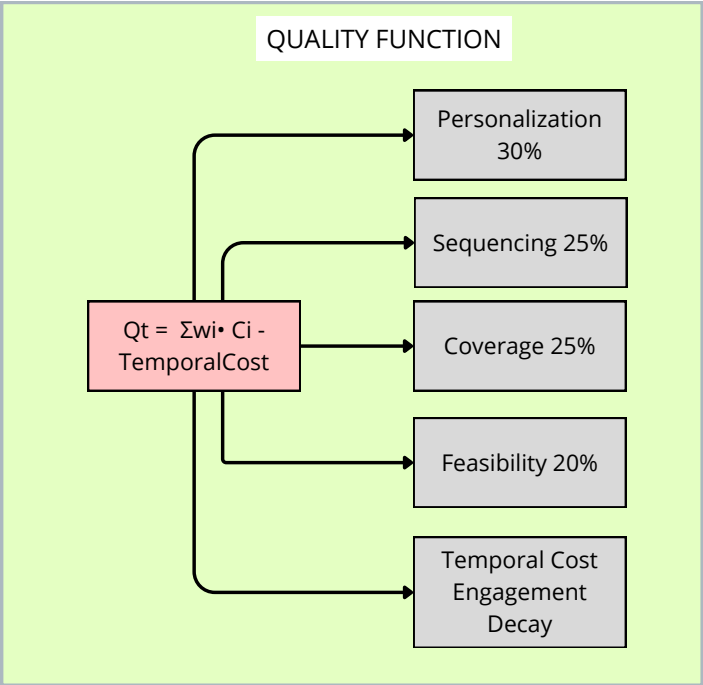 QUALITY FUNCTION
Personalization
30%
Sequencing 25%
Qt =  Σwi• Ci -
TemporalCost
Coverage 25%
Feasibility 20%
Temporal Cost
Engagement
Decay